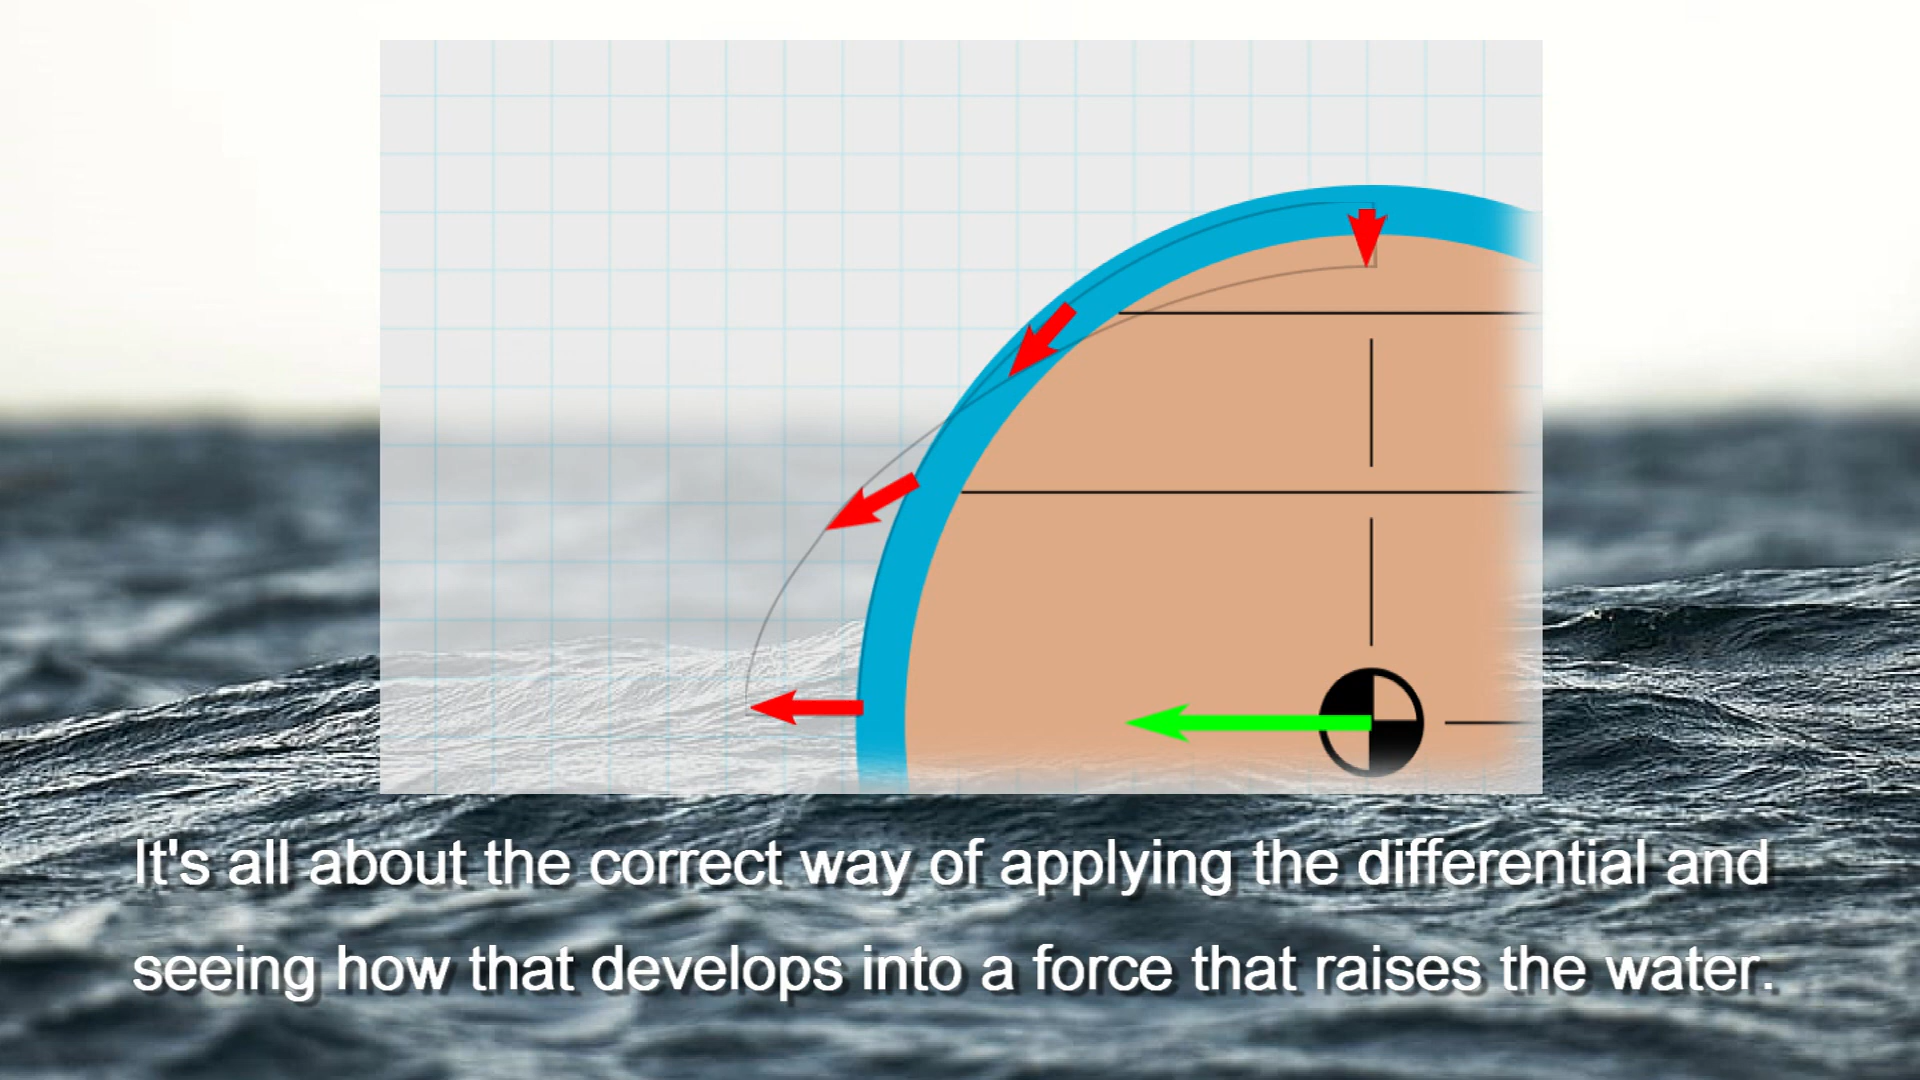 It's all about the correct way of applying the differential and
seeing how that develops into a force that raises the water.